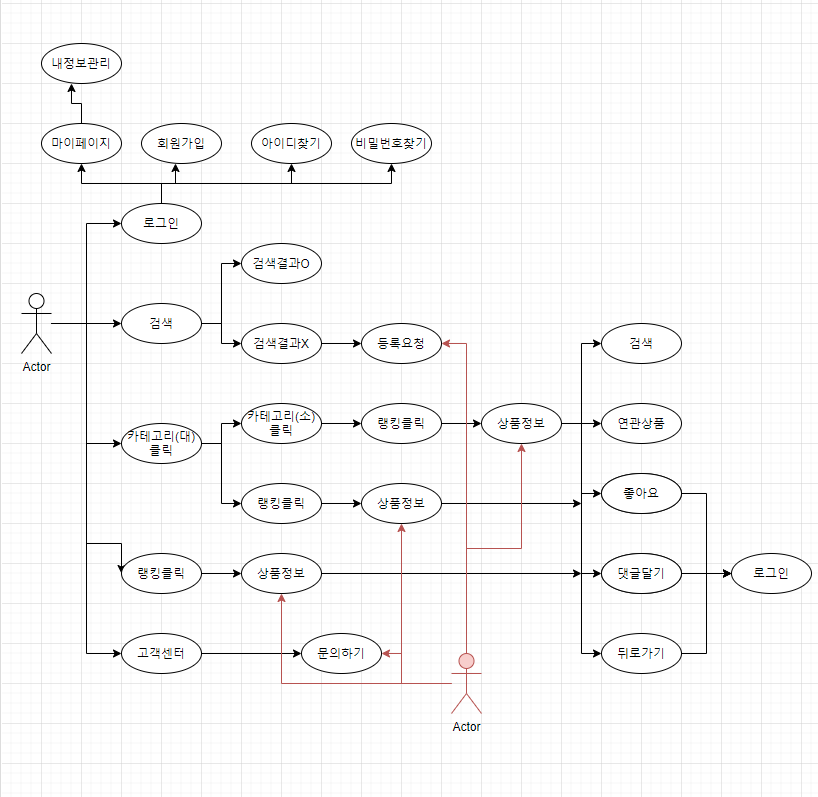 내정보관리
마이페이지
회원가입
아이디찾기
비밀번호찾기
로그인
검색결과O
검색
검색결과X
등록요청
검색
Actor
카테고리(대)
클릭
카테고리(소)
클릭
랭킹클릭
상품정보
연관상품
랭킹클릭
상품정보
좋아요
랭킹클릭
상품정보
댓글달기
로그인
고객센터
문의하기
뒤로가기
Actor